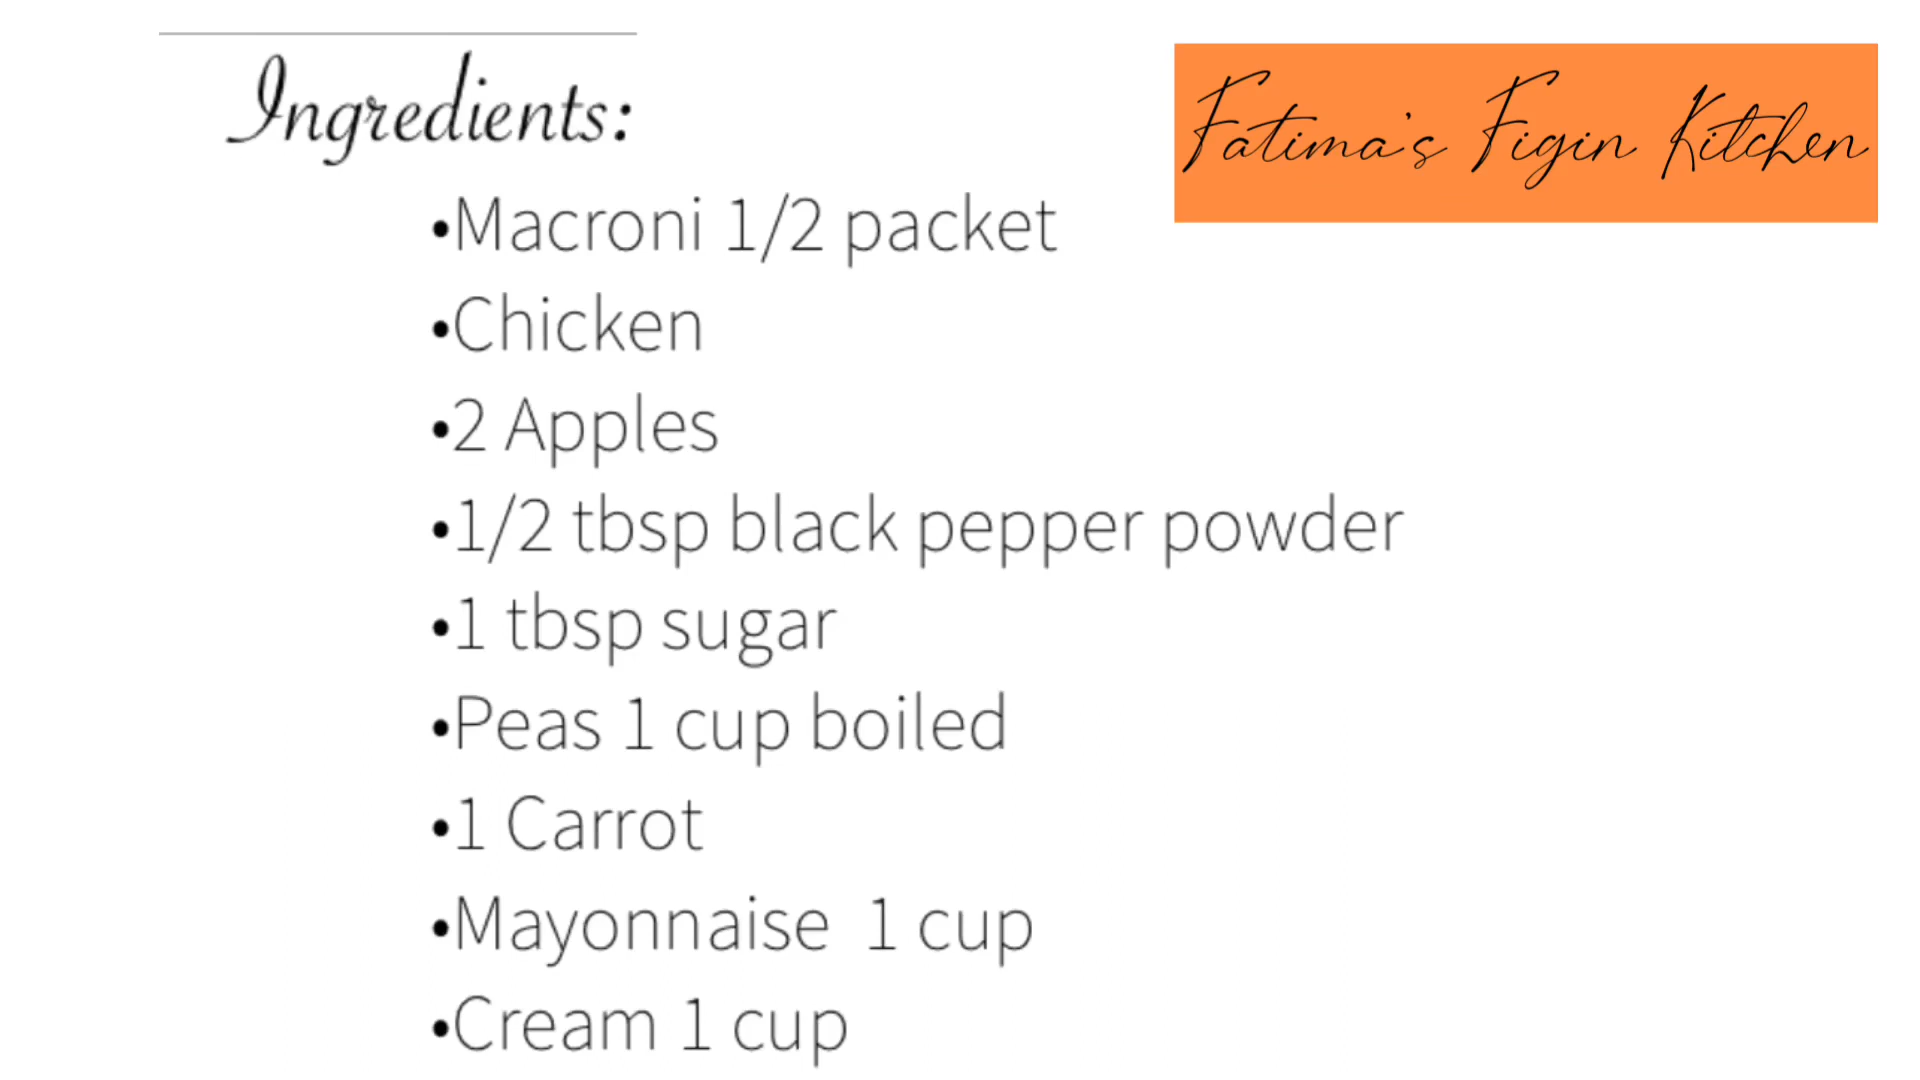 Ingredients:
Fatima's Figin Kitchen
•Macroni 1/2 packet
•Chicken
•2 Apples
•1/2 tbsp black pepper powder
•1 tbsp sugar
•Peas 1 cup boiled
•1 Carrot
•Mayonnaise  1 cup
•Cream 1 cup